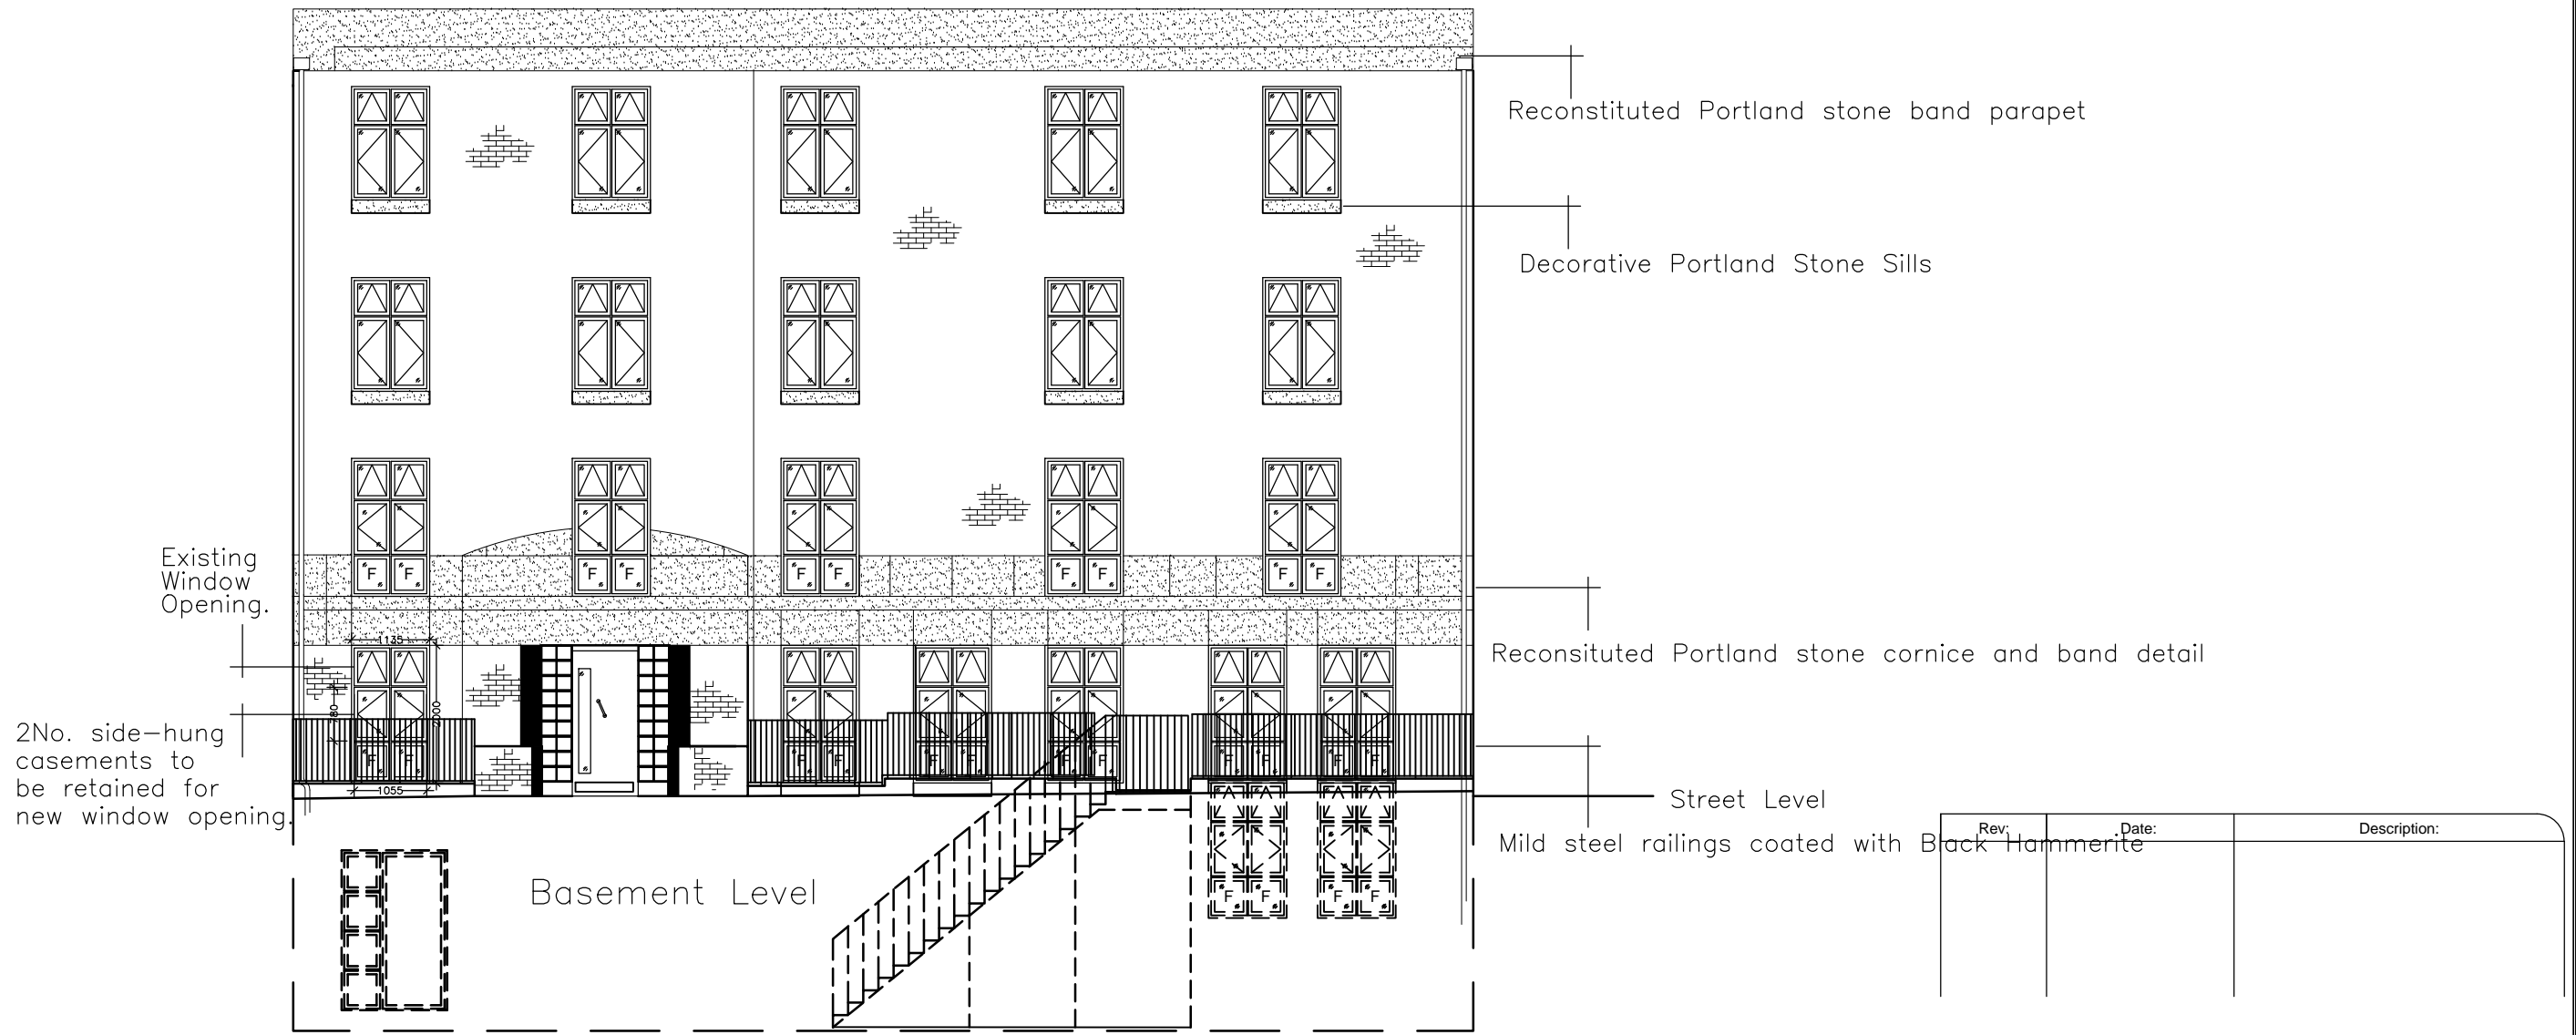 Reconstituted Portland stone band parapet
Decorative Portland Stone Sills
Existing
Window
Opening.
F F
F F
F F
F F
F F
1135
Reconsituted Portland stone cornice and band detail
780
2000
2No. side-hung
casements to
be retained for
new window opening.
F F
F F
F F
F F
F F
F F
1055
Street Level
Mild steel railings coated with Black Hammerite
Rev:
Date:
Description:
Basement Level
F F
F F